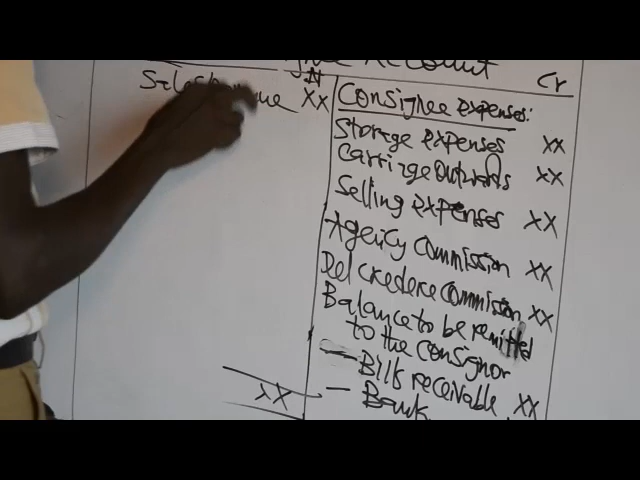 Account
Cr
N
Sales XX
Consignee expenses:
Storage expenses XX
Carriage Outwards XX
Selling expenses XX
Agency Commission XX
Del credere Commission XX
Balance to be remitted
to the Consignor
— Bill receivable XX
XX
— Bank